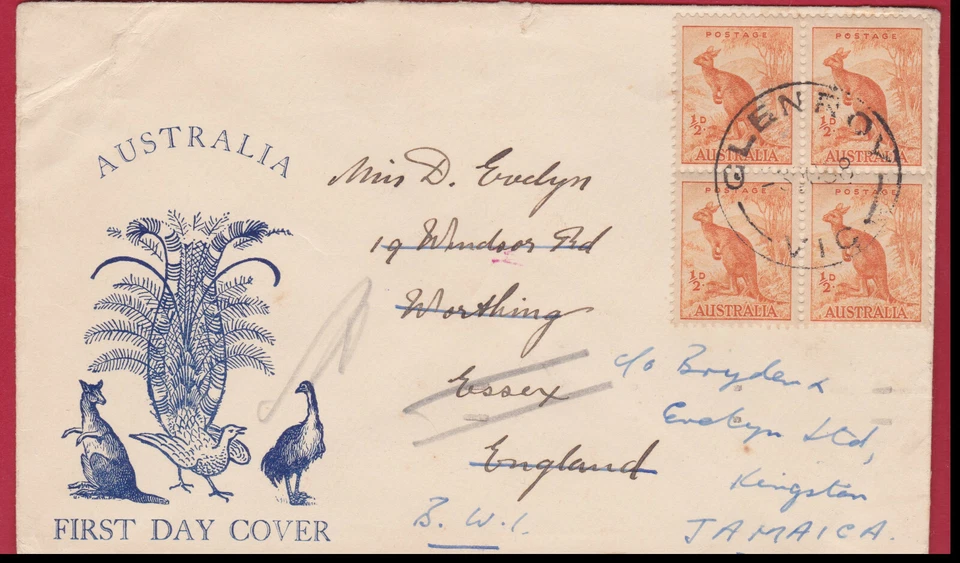 POSTAGE POSTAGE
½D. ½D.
AUSTRALIA AUSTRALIA
POSTAGE POSTAGE
½D. ½D.
AUSTRALIA AUSTRALIA
GLENROY
VIC
AUSTRALIA
Miss D. Evelyn
19 Windsor Rd
Worthing
Essex
England
c/o Bryden &
Evelyn Ltd,
Kingston
JAMAICA.
B.W.I.
FIRST DAY COVER